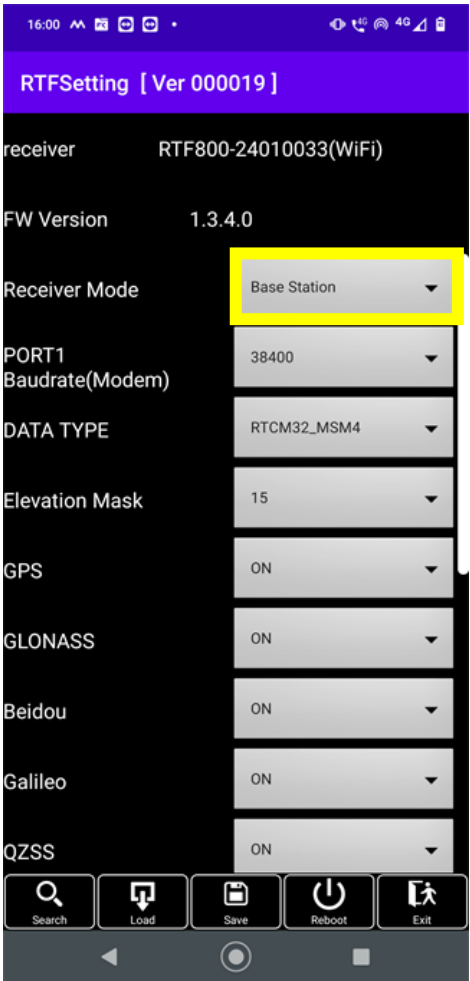 16:00 4G 4G
RTFSetting [ Ver 000019 ]
receiver RTF800-24010033(WiFi)
FW Version 1.3.4.0
Receiver Mode Base Station
PORT1
Baudrate(Modem) 38400
DATA TYPE RTCM32_MSM4
Elevation Mask 15
GPS ON
GLONASS ON
Beidou ON
Galileo ON
QZSS ON
Search Load Save Reboot Exit